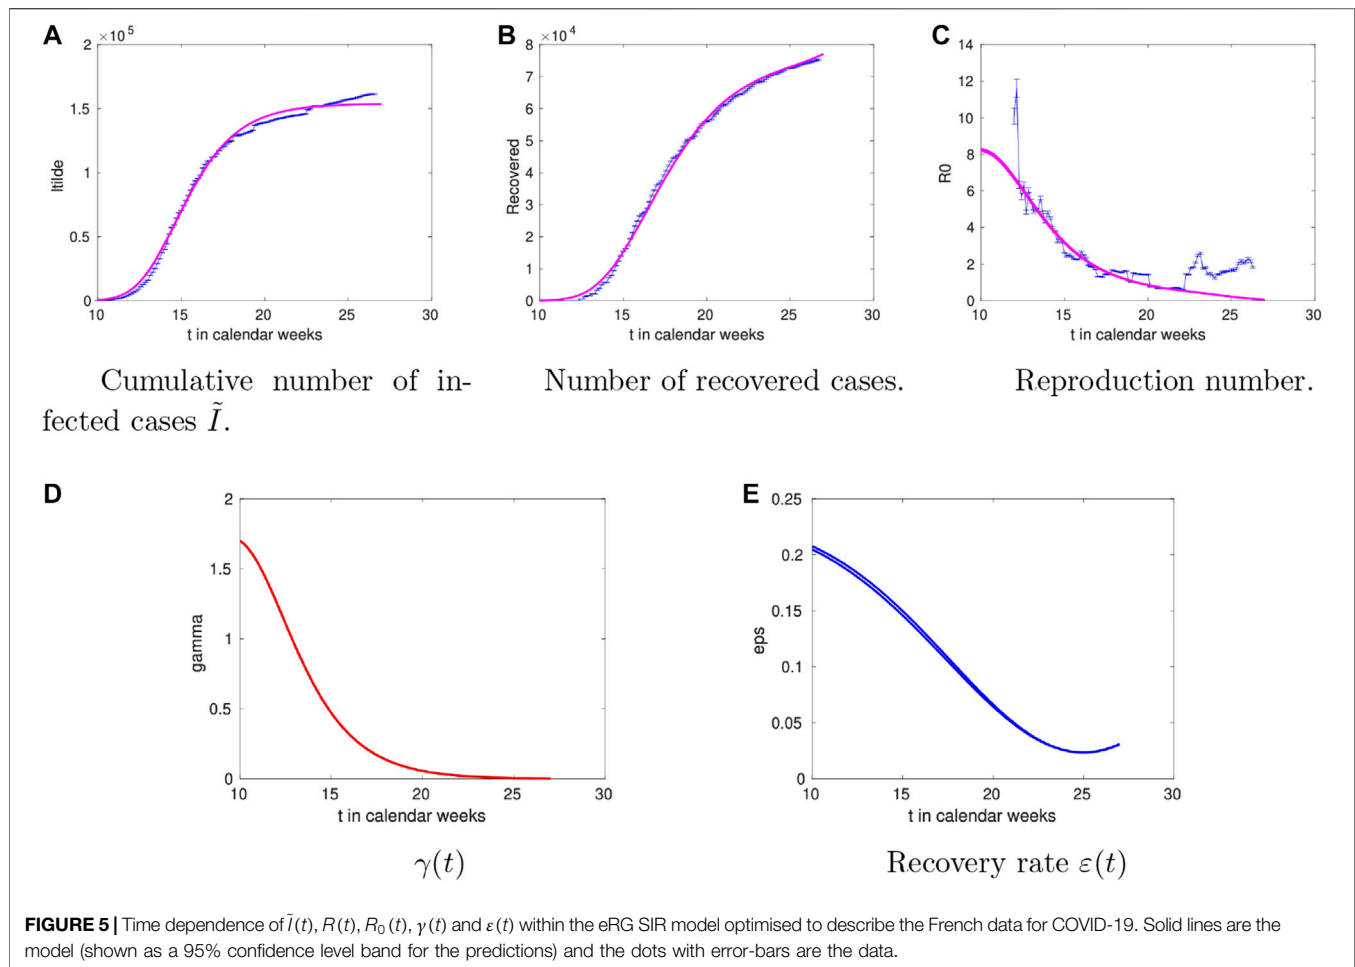 A
×10⁵
2
1.5
1
0.5
0
Itilde
10 15 20 25 30
t in calendar weeks
Cumulative number of in-
fected cases Ĩ.
B
×10⁴
8
7
6
5
4
3
2
1
0
Recovered
10 15 20 25 30
t in calendar weeks
Number of recovered cases.
C
14
12
10
8
6
4
2
0
R0
10 15 20 25 30
t in calendar weeks
Reproduction number.
D
2
1.5
1
0.5
0
gamma
10 15 20 25 30
t in calendar weeks
γ(t)
E
0.25
0.2
0.15
0.1
0.05
0
eps
10 15 20 25 30
t in calendar weeks
Recovery rate ε(t)
FIGURE 5 | Time dependence of Ĩ(t), R(t), R₀(t), γ(t) and ε(t) within the eRG SIR model optimised to describe the French data for COVID-19. Solid lines are the
model (shown as a 95% confidence level band for the predictions) and the dots with error-bars are the data.